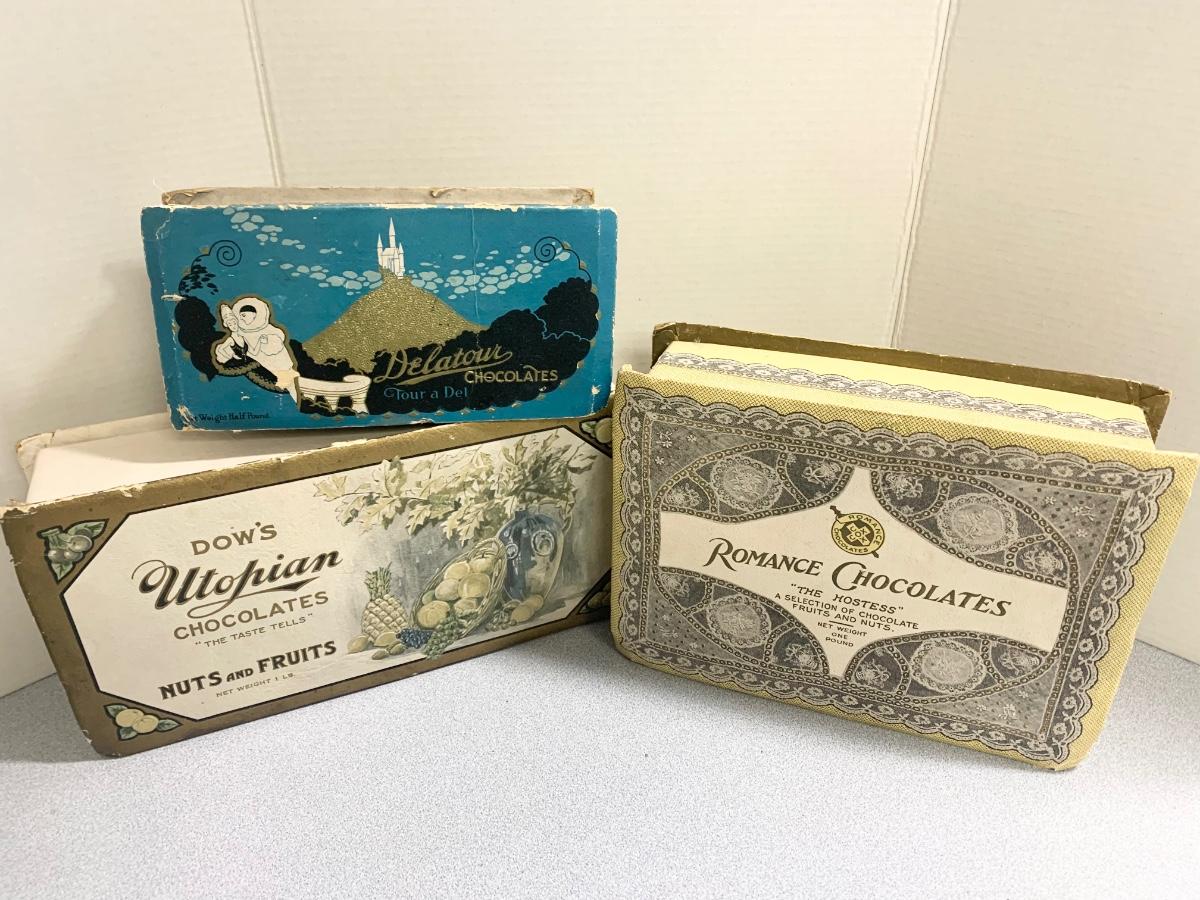 Delatour
CHOCOLATES
Tour a Del
Weight Half Pound
DOW'S
Utopian
CHOCOLATES
"THE TASTE TELLS"
NUTS AND FRUITS
NET WEIGHT 1 LB.
ROMANCE
COX
CHOCOLATES
ROMANCE CHOCOLATES
"THE HOSTESS"
A SELECTION OF CHOCOLATE
FRUITS AND NUTS.
NET WEIGHT
ONE
POUND